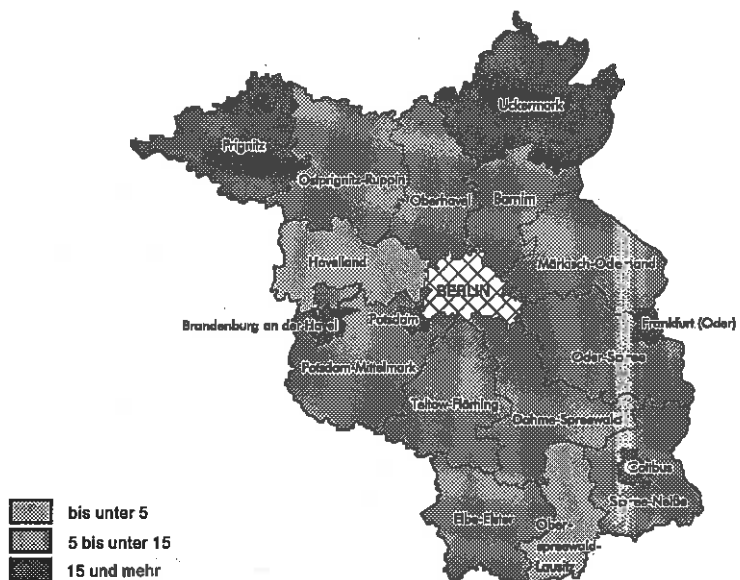 Uckermark
Prignitz
Ostprignitz-Ruppin
Oberhavel
Barnim
Havelland
Märkisch-Oderland
BERLIN
Brandenburg an der Havel
Potsdam
Frankfurt (Oder)
Oder-Spree
Potsdam-Mittelmark
Teltow-Fläming
Dahme-Spreewald
Cottbus
Spree-Neiße
Elbe-Elster
Ober-
spreewald-
Lausitz
bis unter 5
5 bis unter 15
15 und mehr